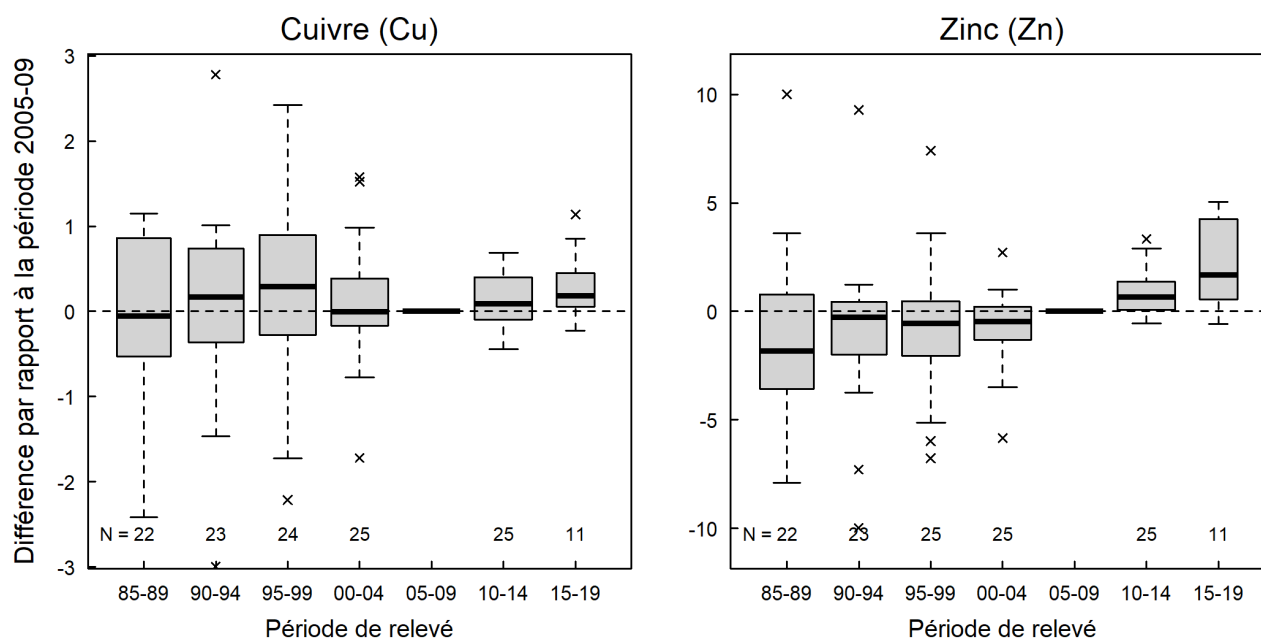 Cuivre (Cu)
Zinc (Zn)
Différence par rapport à la période 2005-09
3
2
1
0
-1
-2
-3
10
5
0
-5
-10
N = 22 23 24 25 25 11
N = 22 23 25 25 25 11
85-89 90-94 95-99 00-04 05-09 10-14 15-19
85-89 90-94 95-99 00-04 05-09 10-14 15-19
Période de relevé
Période de relevé